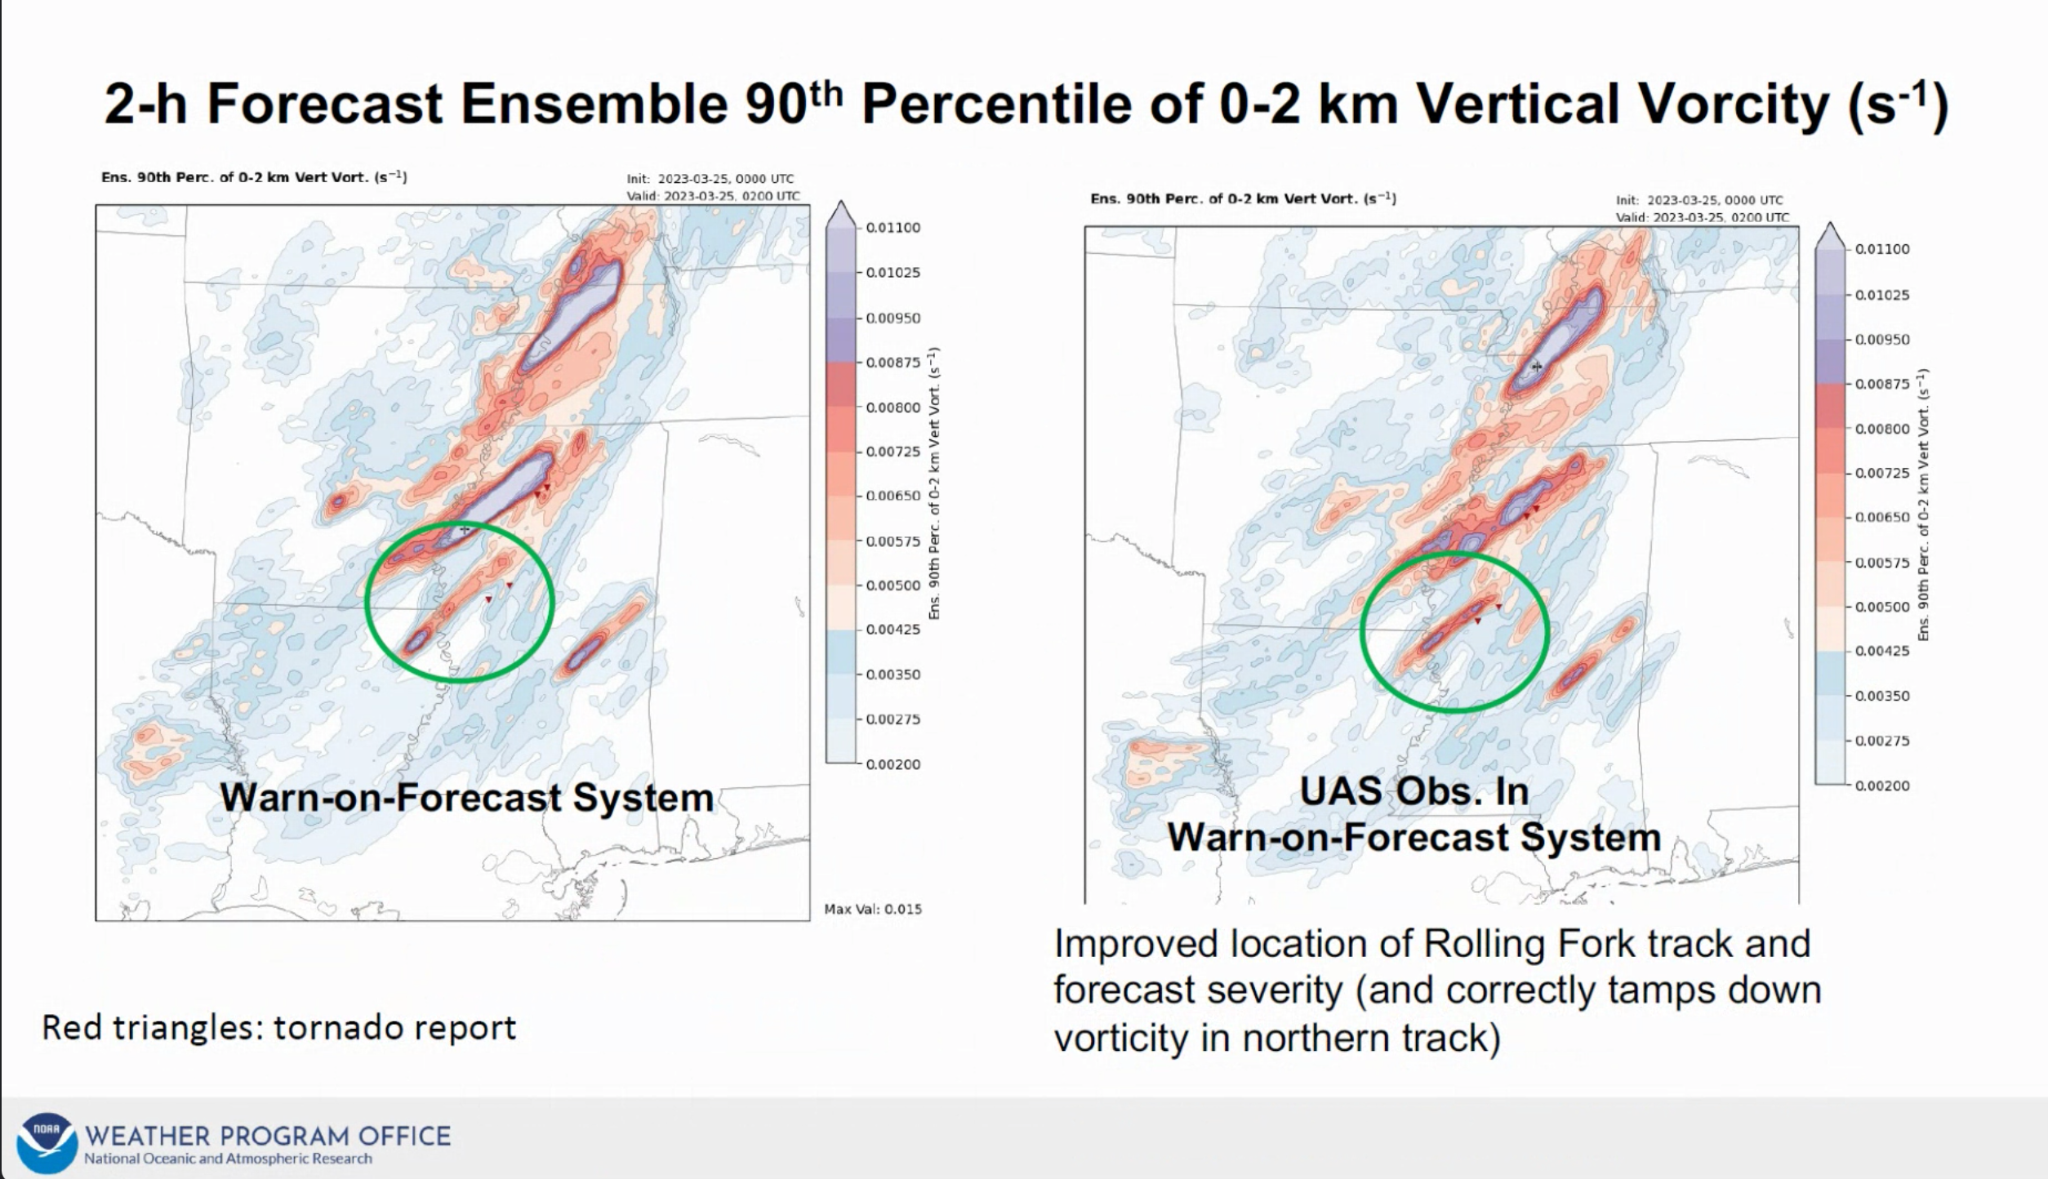 2-h Forecast Ensemble 90th Percentile of 0-2 km Vertical Vorcity (s-1)
Ens. 90th Perc. of 0-2 km Vert Vort. (s−1)
Init: 2023-03-25, 0000 UTC
Valid: 2023-03-25, 0200 UTC
0.01100
0.01025
0.00950
0.00875
0.00800
0.00725
0.00650
0.00575
0.00500
0.00425
0.00350
0.00275
0.00200
Ens. 90th Perc. of 0-2 km Vert Vort. (s−1)
Warn-on-Forecast System
Max Val: 0.015
Ens. 90th Perc. of 0-2 km Vert Vort. (s−1)
Init: 2023-03-25, 0000 UTC
Valid: 2023-03-25, 0200 UTC
0.01100
0.01025
0.00950
0.00875
0.00800
0.00725
0.00650
0.00575
0.00500
0.00425
0.00350
0.00275
0.00200
Ens. 90th Perc. of 0-2 km Vert Vort. (s−1)
UAS Obs. In
Warn-on-Forecast System
Improved location of Rolling Fork track and
forecast severity (and correctly tamps down
vorticity in northern track)
Red triangles: tornado report
NOAA
WEATHER PROGRAM OFFICE
National Oceanic and Atmospheric Research